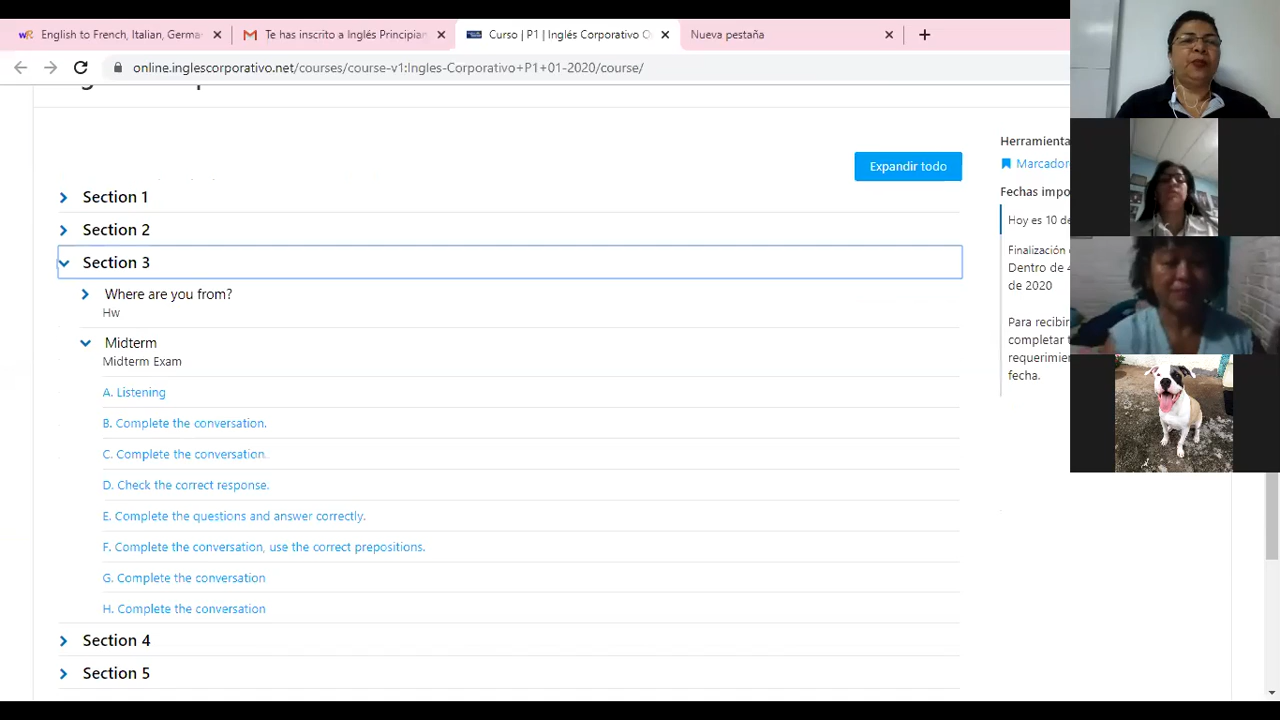 English to French, Italian, Germa
Te has inscrito a Inglés Principian
Curso | P1 | Inglés Corporativo O
Nueva pestaña
online.inglescorporativo.net/courses/course-v1:Ingles-Corporativo+P1+01-2020/course/
Expandir todo
Section 1
Section 2
Section 3
Where are you from?
Hw
Midterm
Midterm Exam
A. Listening
B. Complete the conversation.
C. Complete the conversation.
D. Check the correct response.
E. Complete the questions and answer correctly.
F. Complete the conversation, use the correct prepositions.
G. Complete the conversation
H. Complete the conversation
Section 4
Section 5
Herramienta
Marcador
Fechas impo
Hoy es 10 de
Finalización
Dentro de 4
de 2020
Para recibir
completar t
requerimien
fecha.